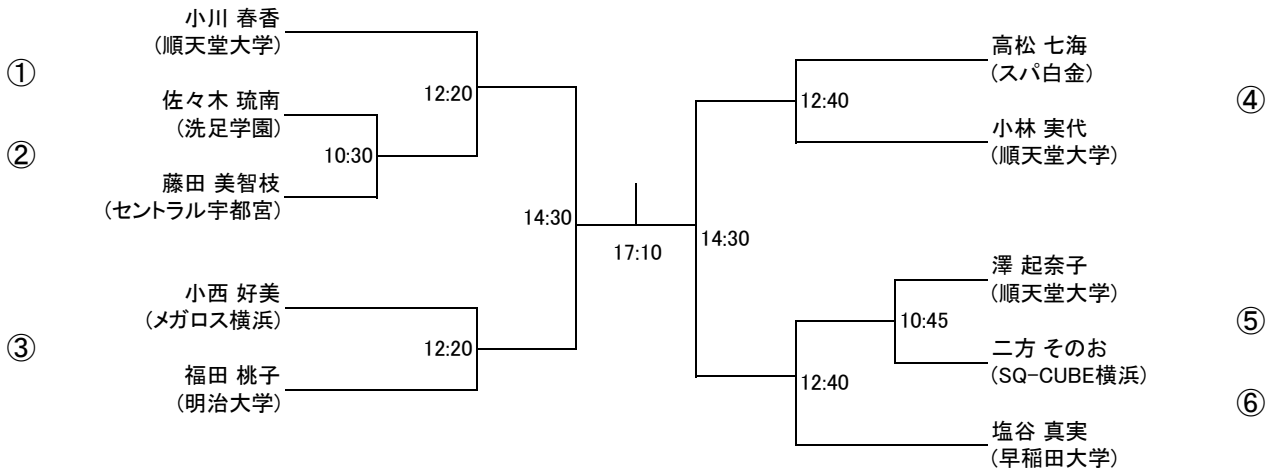 小川 春香
(順天堂大学)
①
12:20
佐々木 琉南
(洗足学園)
②
10:30
藤田 美智枝
(セントラル宇都宮)
14:30
小西 好美
(メガロス横浜)
③
12:20
福田 桃子
(明治大学)
17:10
高松 七海
(スパ白金)
12:40
④
小林 実代
(順天堂大学)
14:30
澤 起奈子
(順天堂大学)
10:45
⑤
二方 そのお
(SQ-CUBE横浜)
12:40
⑥
塩谷 真実
(早稲田大学)